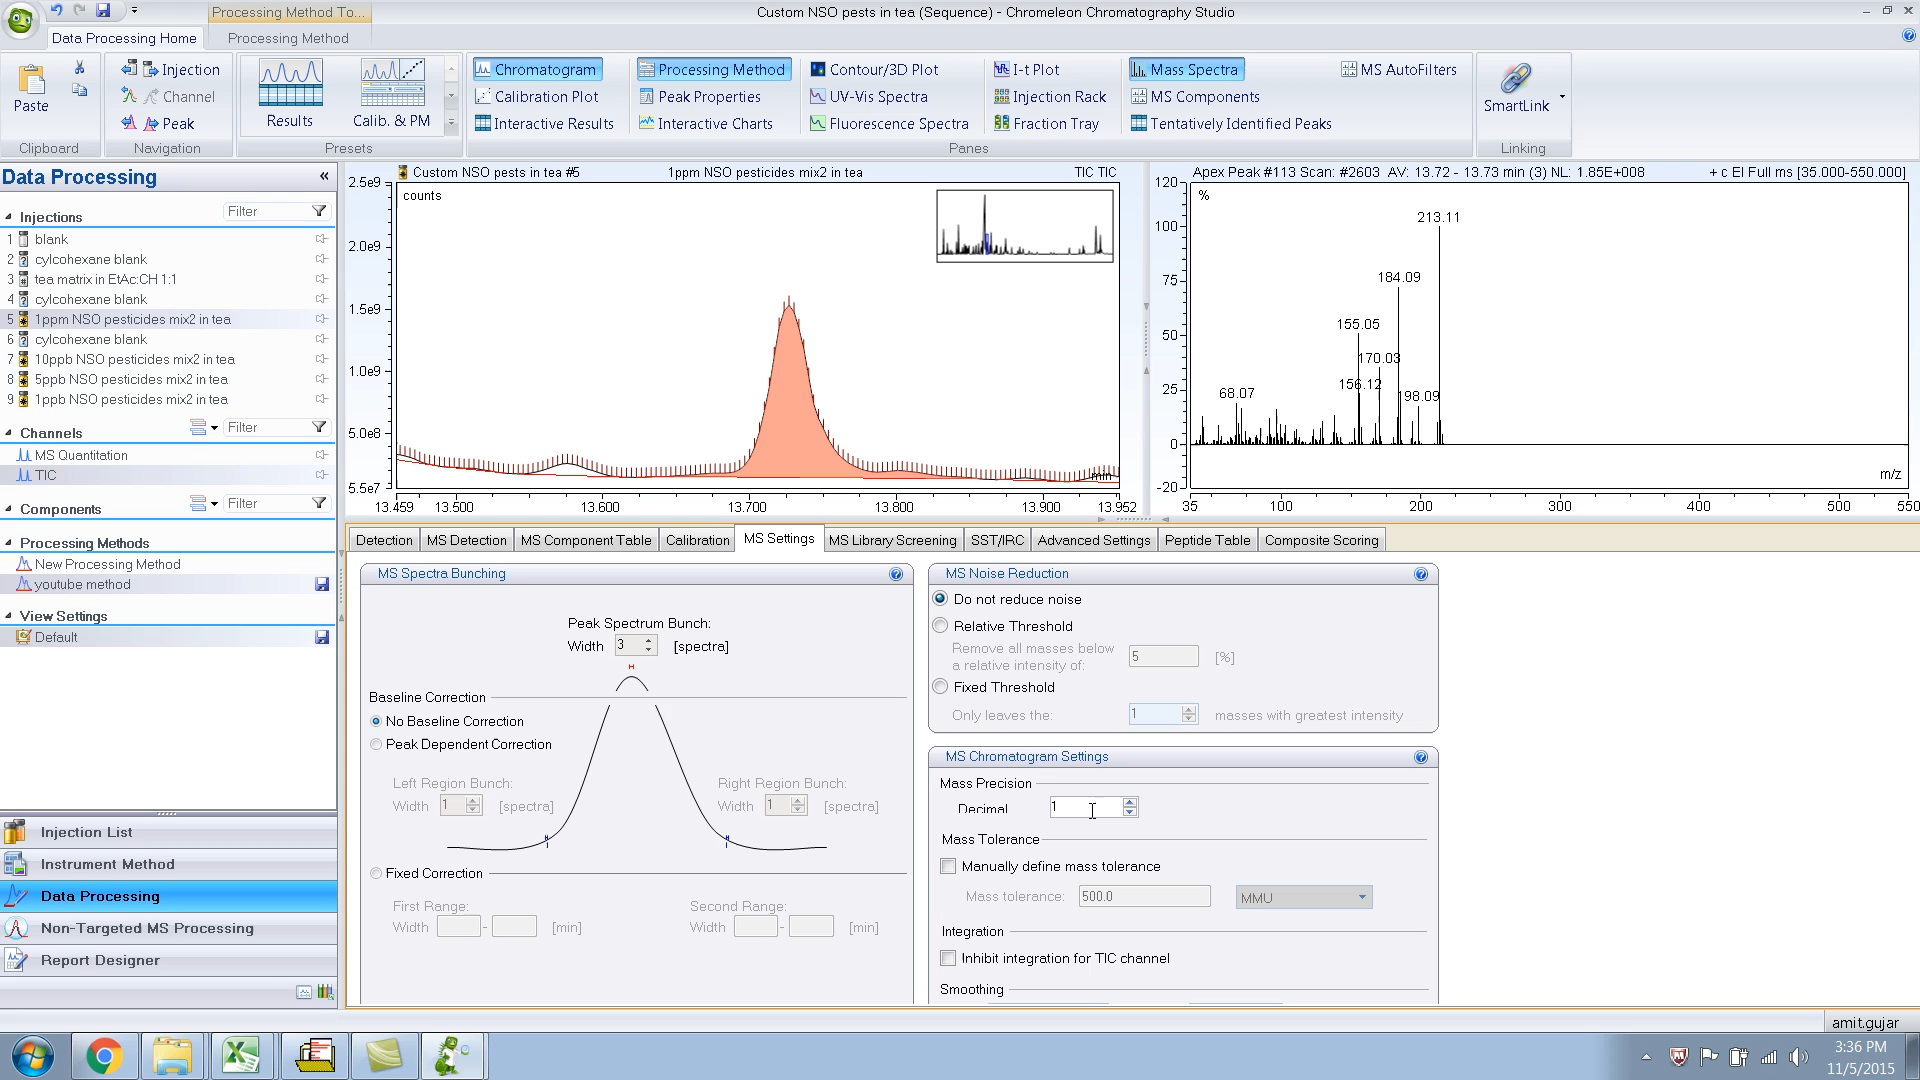 Processing Method To...
Custom NSO pests in tea (Sequence) - Chromeleon Chromatography Studio
Data Processing Home
Processing Method
Paste
Clipboard
Injection
Channel
Peak
Navigation
Results
Calib. & PM
Presets
Chromatogram
Calibration Plot
Interactive Results
Processing Method
Peak Properties
Interactive Charts
Contour/3D Plot
UV-Vis Spectra
Fluorescence Spectra
I-t Plot
Injection Rack
Fraction Tray
Mass Spectra
MS Components
Tentatively Identified Peaks
MS AutoFilters
Panes
SmartLink
Linking
Data Processing
Injections
Filter
1 blank
2 cylcohexane blank
3 tea matrix in EtAc:CH 1:1
4 cylcohexane blank
5 1ppm NSO pesticides mix2 in tea
6 cylcohexane blank
7 10ppb NSO pesticides mix2 in tea
8 5ppb NSO pesticides mix2 in tea
9 1ppb NSO pesticides mix2 in tea
Channels
Filter
MS Quantitation
TIC
Components
Filter
Processing Methods
New Processing Method
youtube method
View Settings
Default
Injection List
Instrument Method
Data Processing
Non-Targeted MS Processing
Report Designer
Custom NSO pests in tea #5 1ppm NSO pesticides mix2 in tea TIC TIC
counts
2.5e9
2.0e9
1.5e9
1.0e9
5.0e8
5.5e7
min
13.459 13.500 13.600 13.700 13.800 13.900 13.952
Apex Peak #113 Scan: #2603 AV: 13.72 - 13.73 min (3) NL: 1.85E+008 + c EI Full ms [35.000-550.000]
%
120
100
75
50
25
0
-20
213.11
184.09
155.05
170.03
156.12
198.09
68.07
m/z
35 100 200 300 400 500 550
Detection
MS Detection
MS Component Table
Calibration
MS Settings
MS Library Screening
SST/IRC
Advanced Settings
Peptide Table
Composite Scoring
MS Spectra Bunching
Peak Spectrum Bunch:
Width 3 [spectra]
Baseline Correction
No Baseline Correction
Peak Dependent Correction
Left Region Bunch:
Width 1 [spectra]
Right Region Bunch:
Width 1 [spectra]
Fixed Correction
First Range:
Width - [min]
Second Range:
Width - [min]
MS Noise Reduction
Do not reduce noise
Relative Threshold
Remove all masses below
a relative intensity of: 5 [%]
Fixed Threshold
Only leaves the: 1 masses with greatest intensity
MS Chromatogram Settings
Mass Precision
Decimal 1
Mass Tolerance
Manually define mass tolerance
Mass tolerance: 500.0 MMU
Integration
Inhibit integration for TIC channel
Smoothing
amit.gujar
3:36 PM
11/5/2015